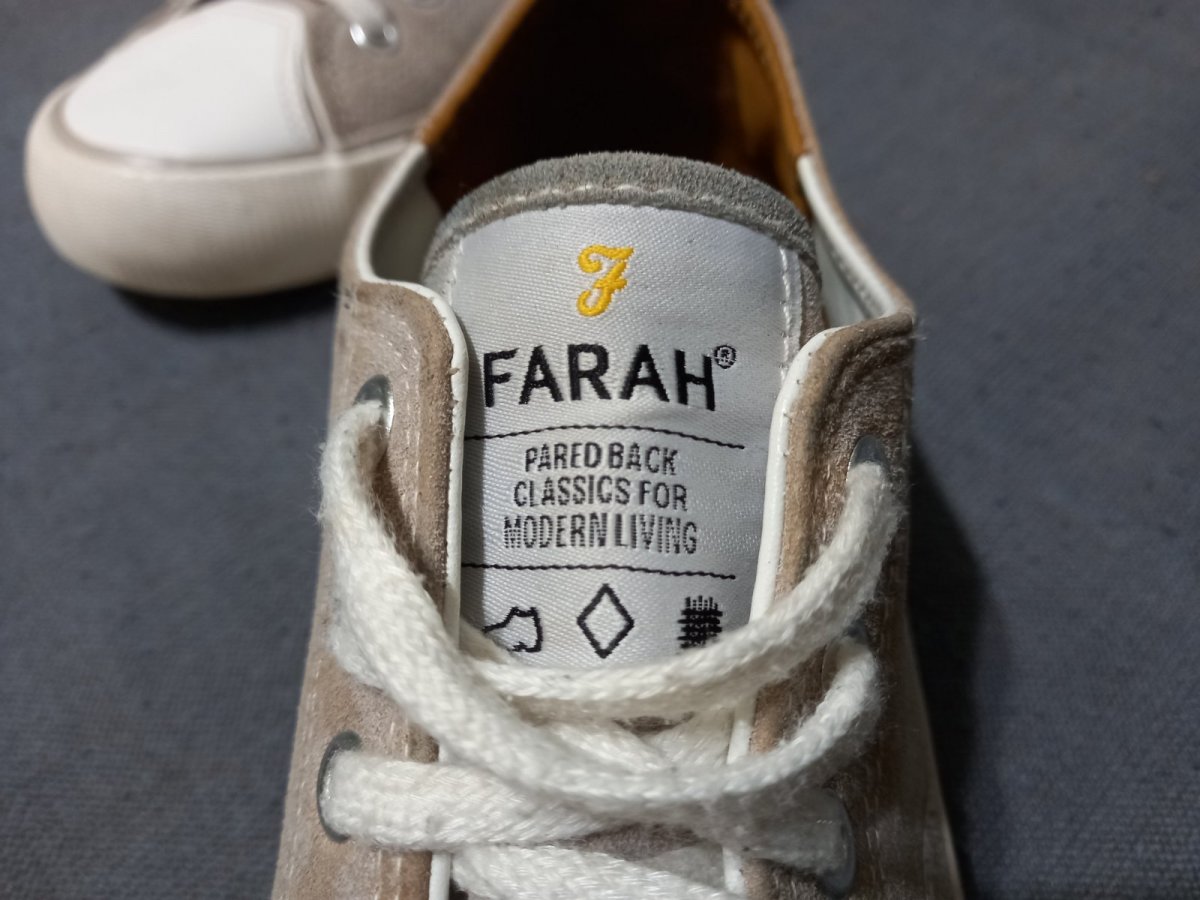 F
FARAH®
PARED BACK
CLASSICS FOR
MODERN LIVING